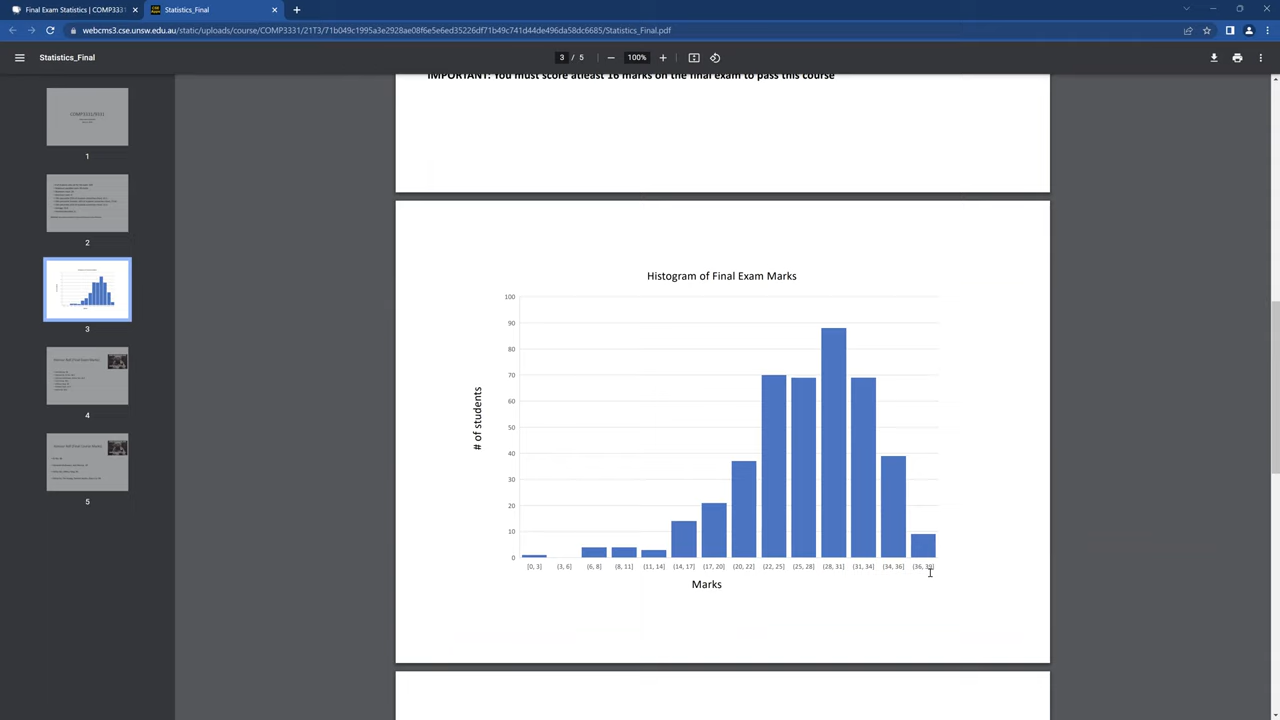 Final Exam Statistics | COMP3331
Statistics_Final
webcms3.cse.unsw.edu.au/static/uploads/course/COMP3331/21T3/71b049c1995a3e2928ae08f6e5e6ed35226df71b49c741d44de496da58dc6685/Statistics_Final.pdf
Statistics_Final
3 / 5
100%
IMPORTANT: You must score atleast 16 marks on the final exam to pass this course
1
2
3
4
5
Histogram of Final Exam Marks
# of students
100
90
80
70
60
50
40
30
20
10
0
[0, 3] (3, 6] (6, 8] (8, 11] (11, 14] (14, 17] (17, 20] (20, 22] (22, 25] (25, 28] (28, 31] (31, 34] (34, 36] (36, 39]
Marks